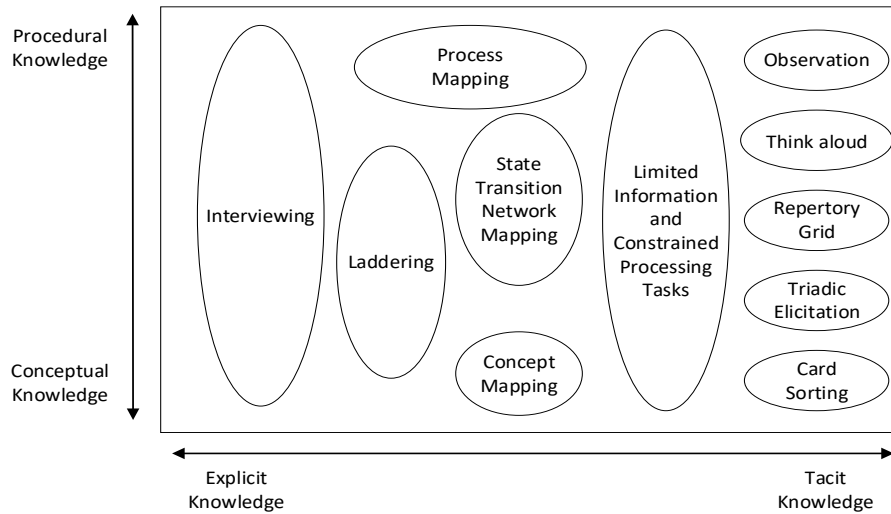 Procedural
Knowledge
Conceptual
Knowledge
Interviewing
Process
Mapping
Laddering
State
Transition
Network
Mapping
Concept
Mapping
Limited
Information
and
Constrained
Processing
Tasks
Observation
Think aloud
Repertory
Grid
Triadic
Elicitation
Card
Sorting
Explicit
Knowledge
Tacit
Knowledge